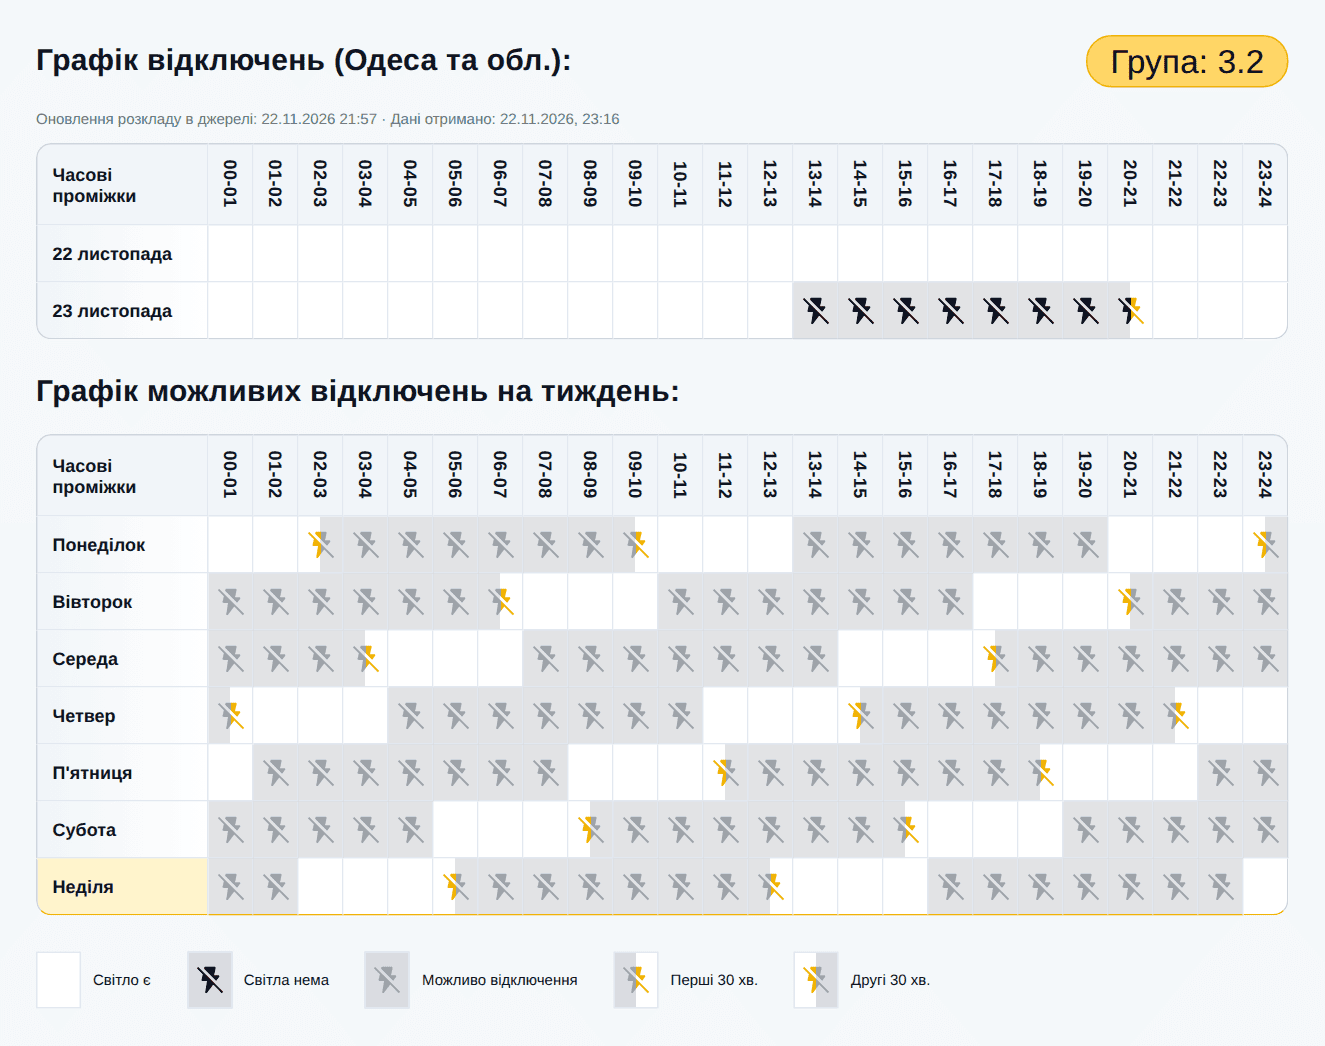 Графік відключень (Одеса та обл.):
Група: 3.2
Оновлення розкладу в джерелі: 22.11.2026 21:57 · Дані отримано: 22.11.2026, 23:16
Часові
проміжки
00-01 01-02 02-03 03-04 04-05 05-06 06-07 07-08 08-09 09-10 10-11 11-12 12-13 13-14 14-15 15-16 16-17 17-18 18-19 19-20 20-21 21-22 22-23 23-24
22 листопада
23 листопада
Графік можливих відключень на тиждень:
Часові
проміжки
00-01 01-02 02-03 03-04 04-05 05-06 06-07 07-08 08-09 09-10 10-11 11-12 12-13 13-14 14-15 15-16 16-17 17-18 18-19 19-20 20-21 21-22 22-23 23-24
Понеділок
Вівторок
Середа
Четвер
П'ятниця
Субота
Неділя
Світло є Світла нема Можливо відключення Перші 30 хв. Другі 30 хв.